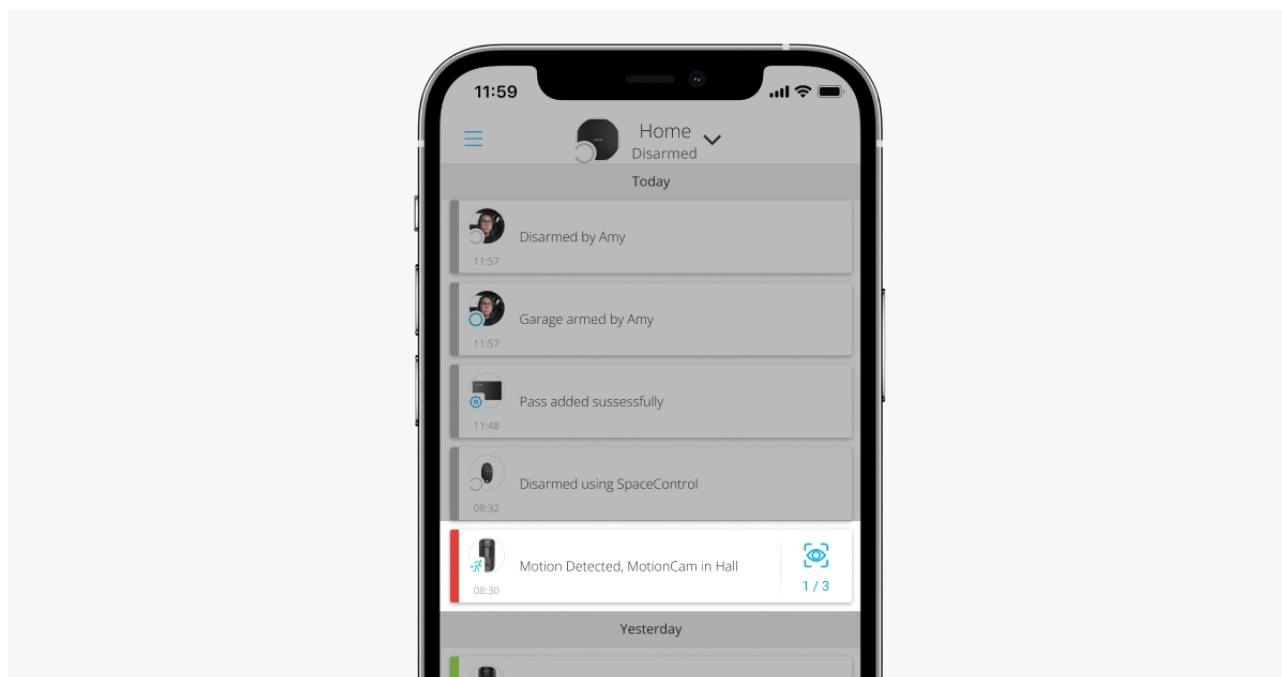 11:59
Home
Disarmed
Today
Disarmed by Amy
11:57
Garage armed by Amy
11:57
Pass added sussessfully
11:48
Disarmed using SpaceControl
08:32
Motion Detected, MotionCam in Hall
08:30
1 / 3
Yesterday